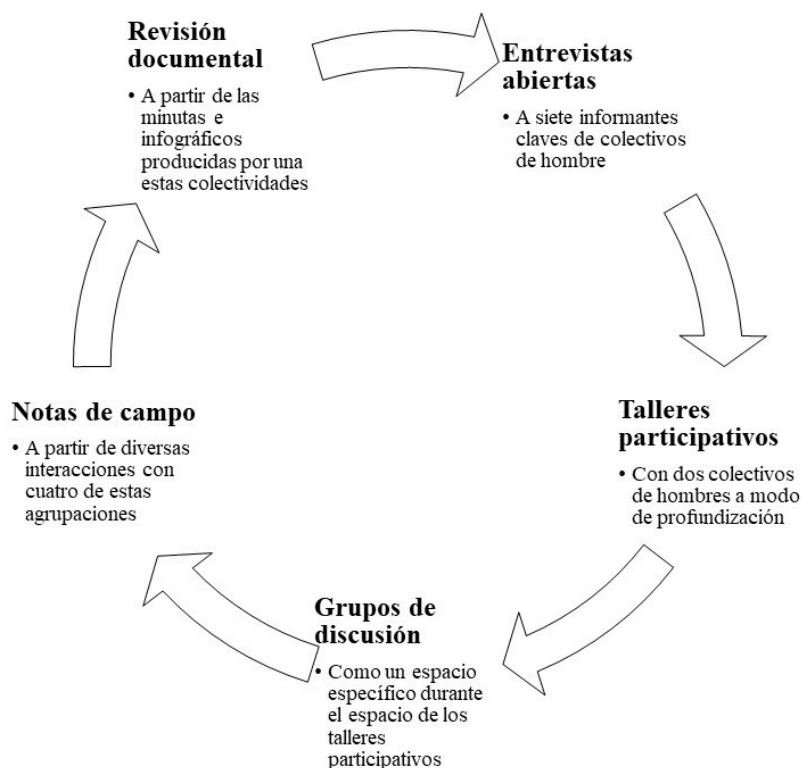 Revisión
documental
• A partir de las
minutas e
infográficos
producidas por una
estas colectividades
Entrevistas
abiertas
• A siete informantes
claves de colectivos
de hombre
Talleres
participativos
• Con dos colectivos
de hombres a modo
de profundización
Grupos de
discusión
• Como un espacio
específico durante
el espacio de los
talleres
participativos
Notas de campo
• A partir de diversas
interacciones con
cuatro de estas
agrupaciones